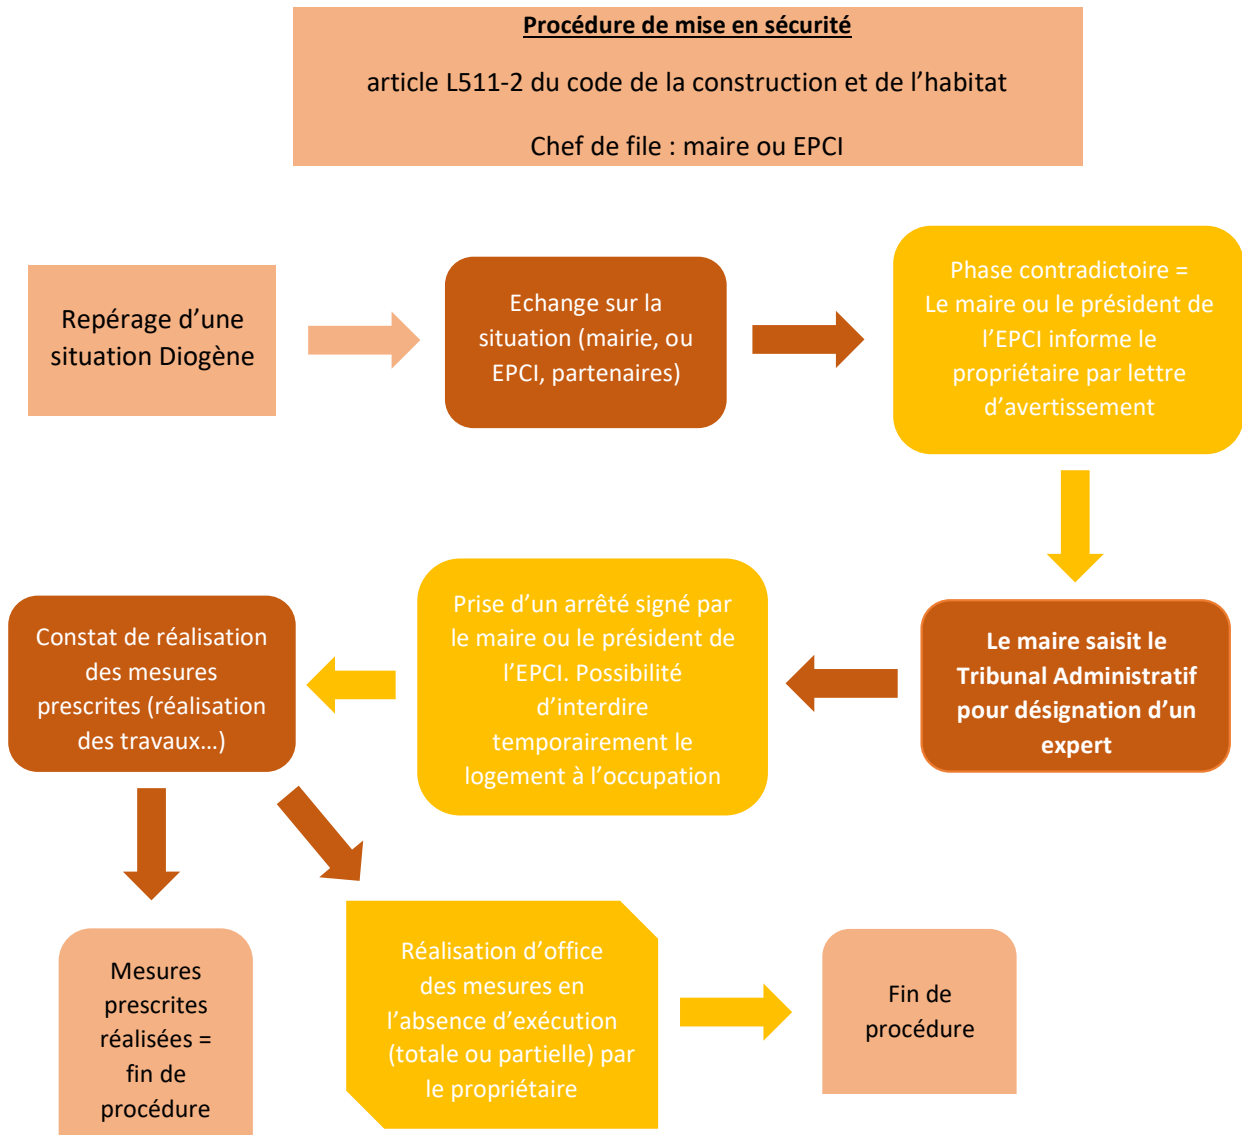 Procédure de mise en sécurité
article L511-2 du code de la construction et de l’habitat
Chef de file : maire ou EPCI
Repérage d’une
situation Diogène
Echange sur la
situation (mairie, ou
EPCI, partenaires)
Phase contradictoire =
Le maire ou le président de
l’EPCI informe le
propriétaire par lettre
d’avertissement
Le maire saisit le
Tribunal Administratif
pour désignation d’un
expert
Prise d’un arrêté signé par
le maire ou le président de
l’EPCI. Possibilité
d’interdire
temporairement le
logement à l’occupation
Constat de réalisation
des mesures
prescrites (réalisation
des travaux…)
Mesures
prescrites
réalisées =
fin de
procédure
Réalisation d’office
des mesures en
l’absence d’exécution
(totale ou partielle) par
le propriétaire
Fin de
procédure